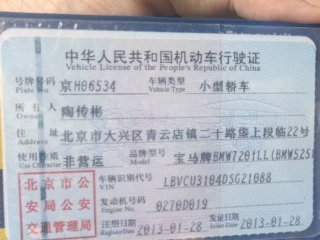 中华人民共和国机动车行驶证
Vehicle License of the People's Republic of China
号牌号码 京H06534 车辆类型 小型轿车
Plate No. Vehicle Type
所有人 陶传彬
Owner
住址 北京市大兴区青云店镇二十路垡上段临22号
Address
使用性质 非营运 品牌型号 宝马牌BMW7201LL(BMW525
Use Character Model
北京市公 车辆识别代号 LBVCU3104DSG21088
VIN
安局公安 发动机号码 02700019
Engine No.
交通管理局 注册日期 2013-01-28 2013-01-28